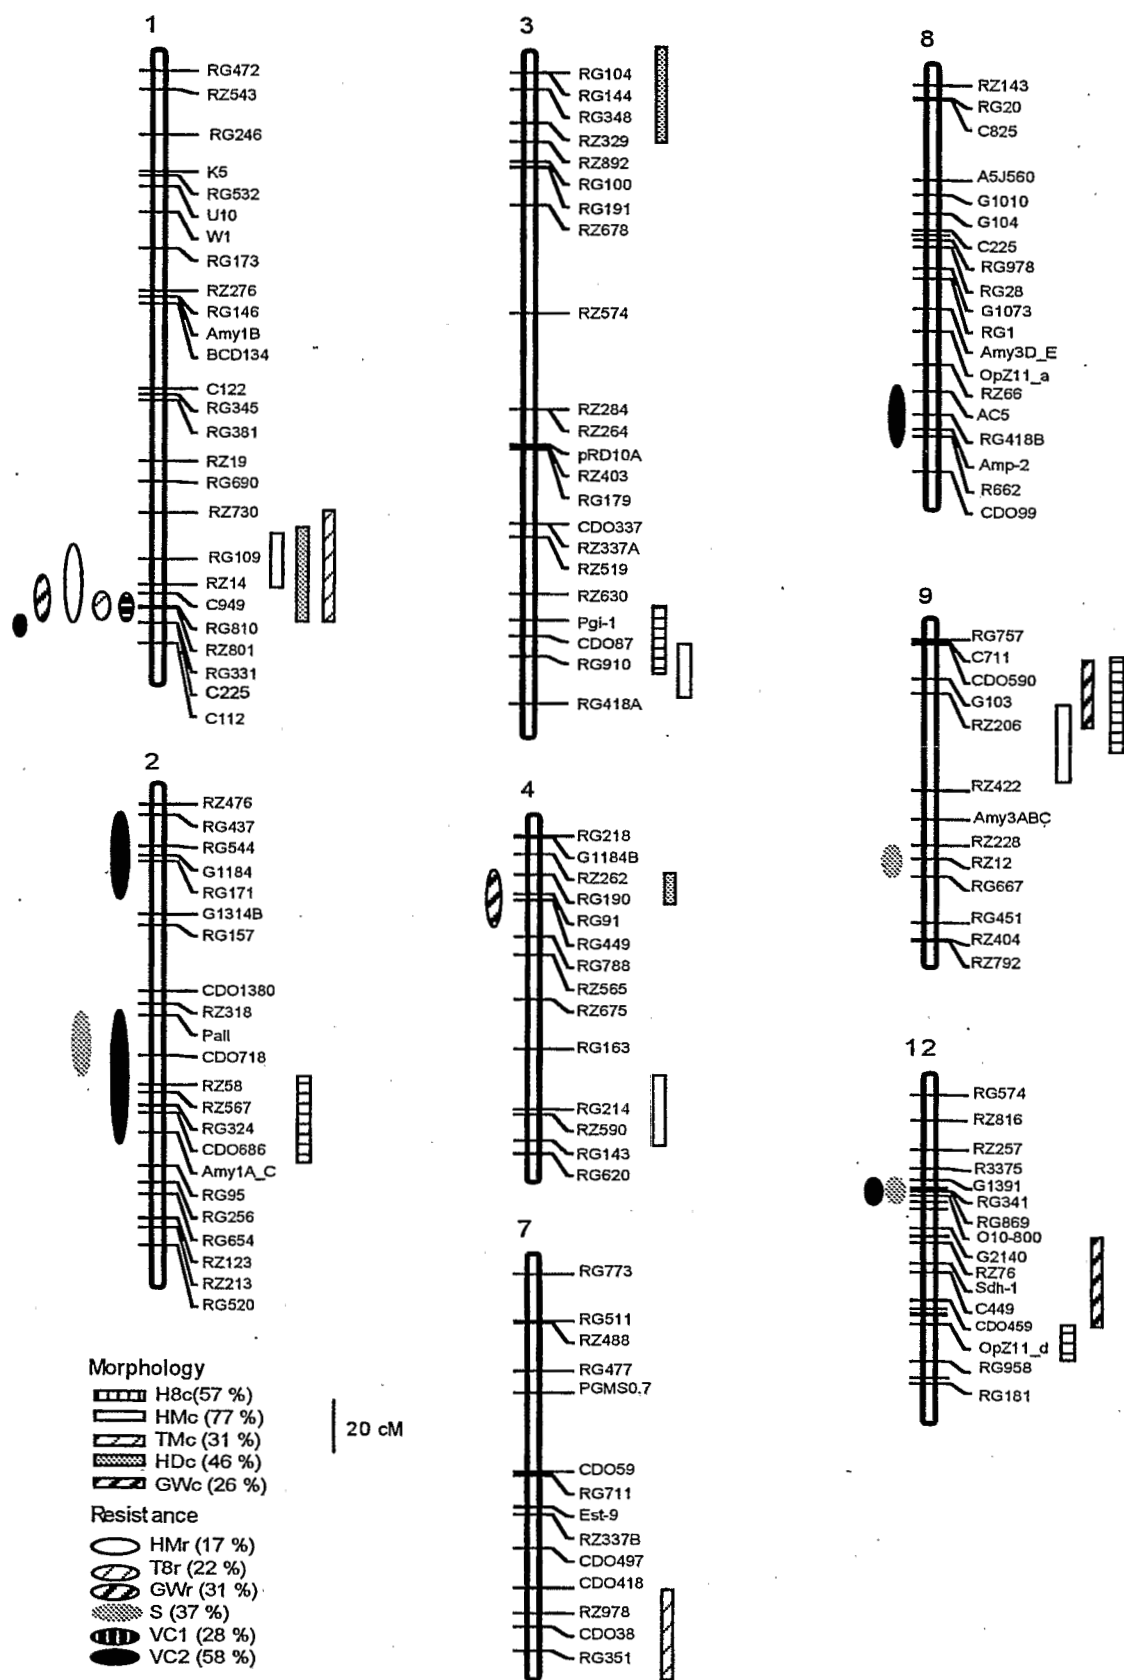 1
RG472
RZ543
RG246
K5
RG532
U10
W1
RG173
RZ276
RG146
Amy1B
BCD134
C122
RG345
RG381
RZ19
RG690
RZ730
RG109
RZ14
C949
RG810
RZ801
RG331
C225
C112
2
RZ476
RG437
RG544
G1184
RG171
G1314B
RG157
CDO1380
RZ318
Pall
CDO718
RZ58
RZ567
RG324
CDO686
Amy1A_C
RG95
RG256
RG654
RZ123
RZ213
RG520
3
RG104
RG144
RG348
RZ329
RZ892
RG100
RG191
RZ678
RZ574
RZ284
RZ264
pRD10A
RZ403
RG179
CDO337
RZ337A
RZ519
RZ630
Pgi-1
CDO87
RG910
RG418A
4
RG218
G1184B
RZ262
RG190
RG91
RG449
RG788
RZ565
RZ675
RG163
RG214
RZ590
RG143
RG620
7
RG773
RG511
RZ488
RG477
PGMS0.7
CDO59
RG711
Est-9
RZ337B
CDO497
CDO418
RZ978
CDO38
RG351
8
RZ143
RG20
C825
A5J560
G1010
G104
C225
RG978
RG28
G1073
RG1
Amy3D_E
OpZ11_a
RZ66
AC5
RG418B
Amp-2
R662
CDO99
9
RG757
C711
CDO590
G103
RZ206
RZ422
Amy3ABC
RZ228
RZ12
RG667
RG451
RZ404
RZ792
12
RG574
RZ816
RZ257
R3375
G1391
RG341
RG869
O10-800
G2140
RZ76
Sdh-1
C449
CDO459
OpZ11_d
RG958
RG181
Morphology
H8c(57 %)
HMc (77 %)
TMc (31 %)
HDc (46 %)
GWc (26 %)
20 cM
Resistance
HMr (17 %)
T8r (22 %)
GWr (31 %)
S (37 %)
VC1 (28 %)
VC2 (58 %)